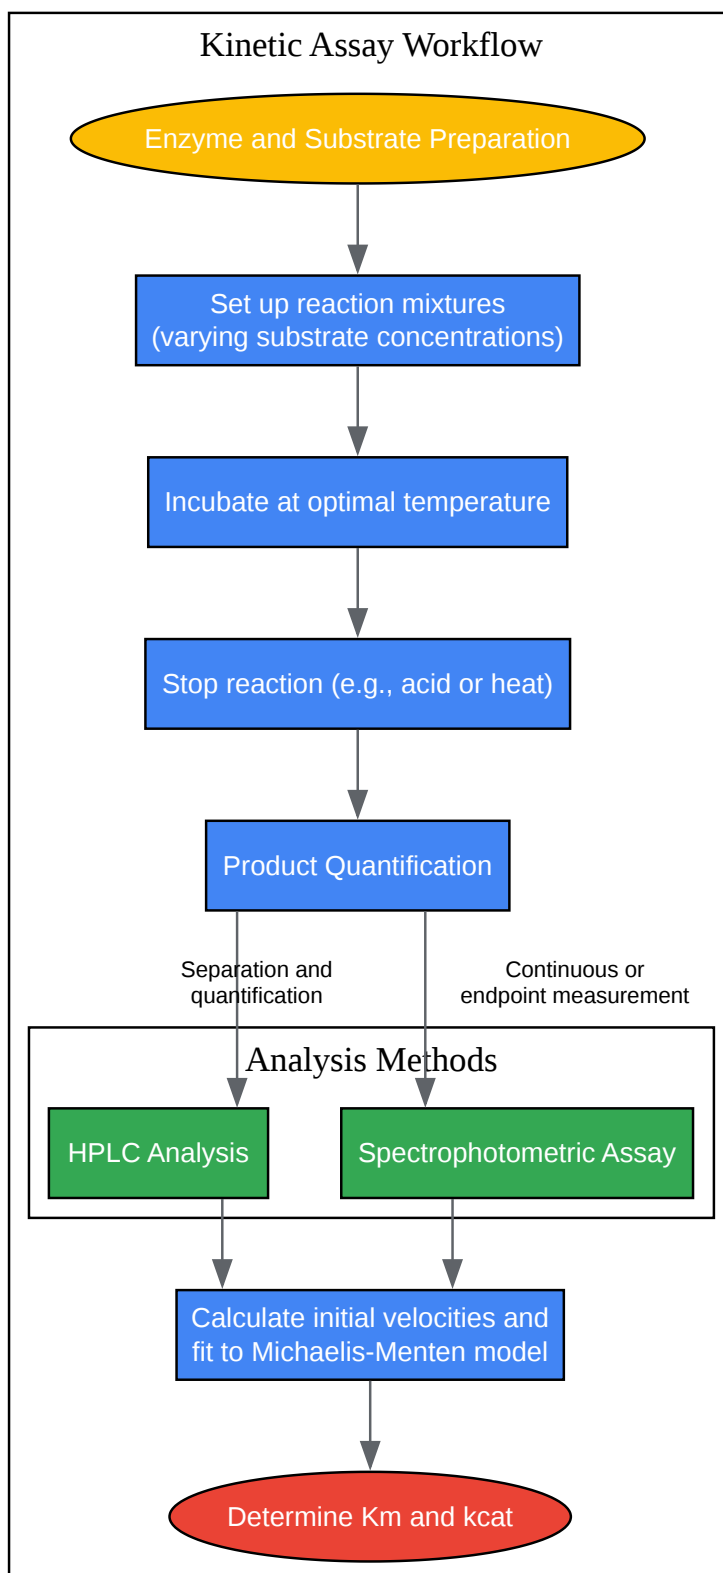 Kinetic Assay Workflow
Enzyme and Substrate Preparation
Set up reaction mixtures
(varying substrate concentrations)
Incubate at optimal temperature
Stop reaction (e.g., acid or heat)
Product Quantification
Separation and
quantification
Continuous or
endpoint measurement
Analysis Methods
HPLC Analysis
Spectrophotometric Assay
Calculate initial velocities and
fit to Michaelis-Menten model
Determine Km and kcat